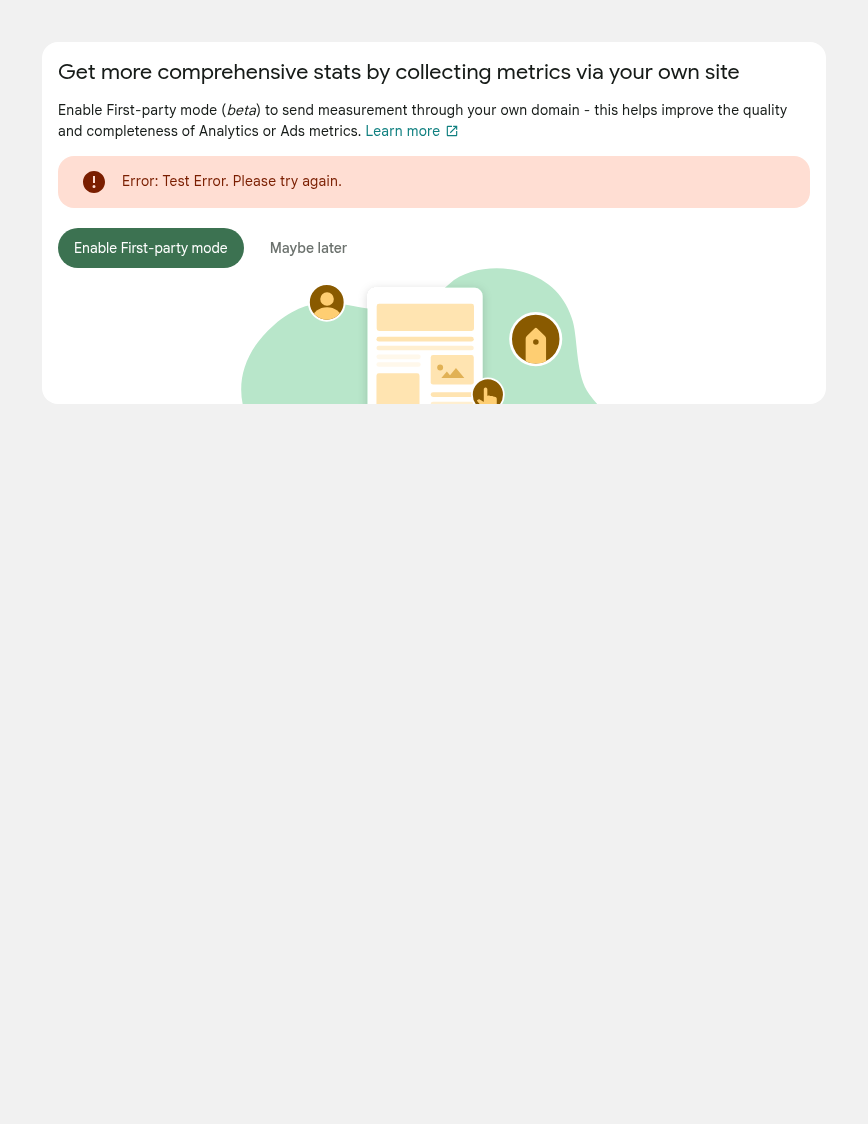 Get more comprehensive stats by collecting metrics via your own site
Enable First-party mode (beta) to send measurement through your own domain - this helps improve the quality
and completeness of Analytics or Ads metrics. Learn more
Error: Test Error. Please try again.
Enable First-party mode
Maybe later